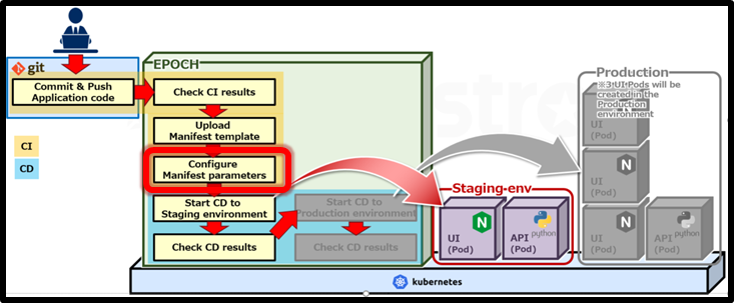 git
Commit & Push
Application code
CI
CD
EPOCH
Check CI results
Upload
Manifest template
Configure
Manifest parameters
Start CD to
Staging environment
Check CD results
Start CD to
Production environment
Check CD results
Staging-env
UI
(Pod)
N
API
(Pod)
python
Production
※3 UI Pods will be
created in the
Production
environment
UI
(Pod)
UI
(Pod)
N
UI
(Pod)
N
API
(Pod)
python
kubernetes